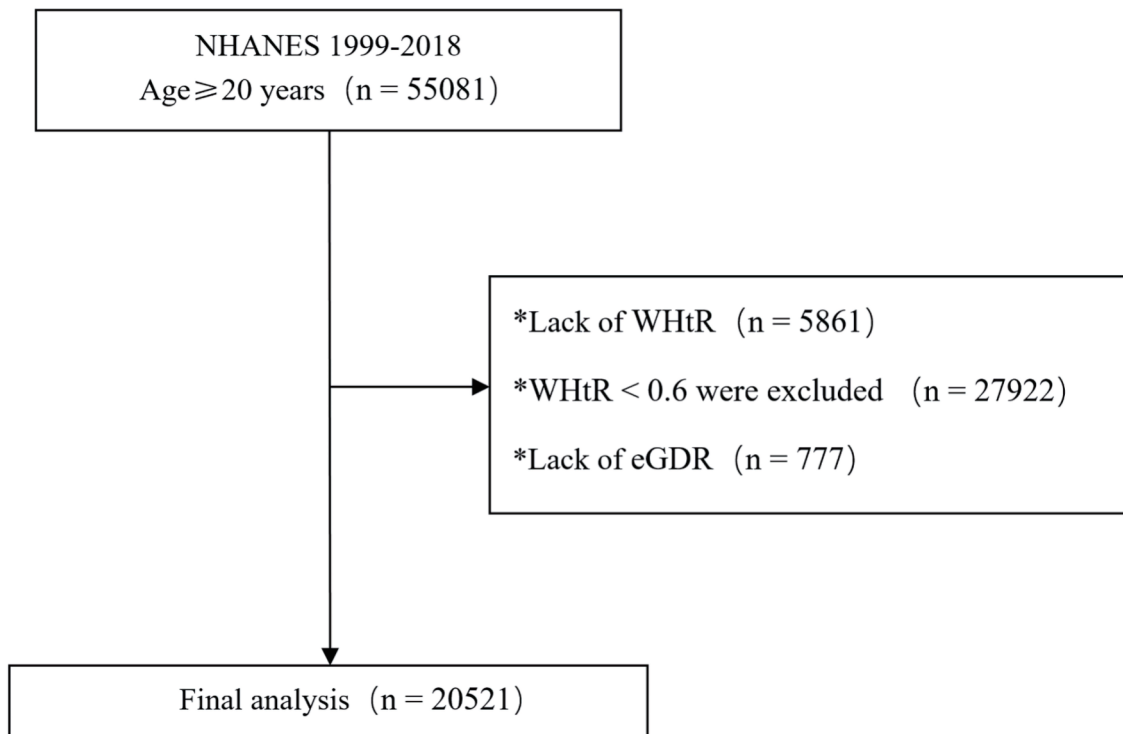 NHANES 1999-2018
Age⩾20 years（n = 55081）
*Lack of WHtR（n = 5861）
*WHtR < 0.6 were excluded （n = 27922）
*Lack of eGDR（n = 777）
Final analysis（n = 20521）